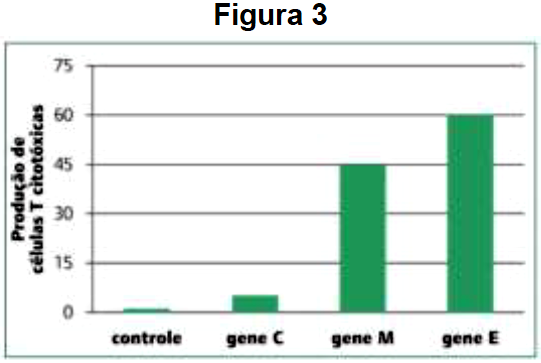 Figura 3
Produção de
células T citotóxicas
75
60
45
30
15
0
controle gene C gene M gene E